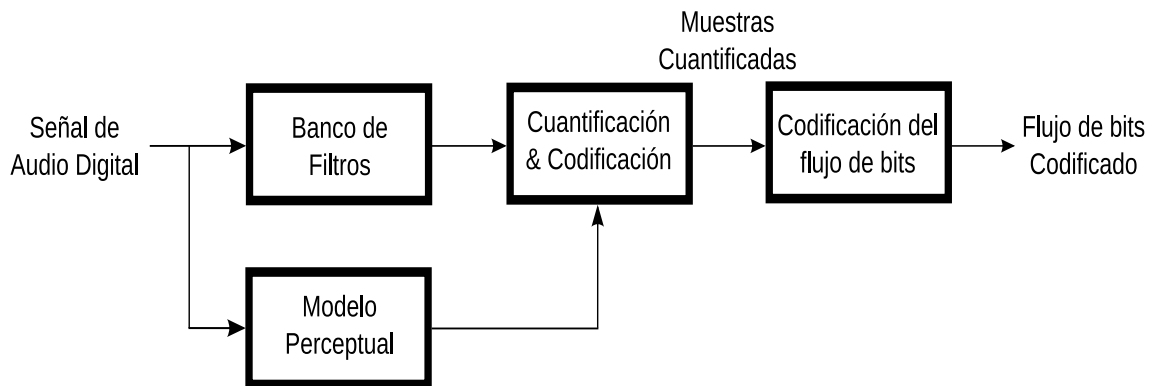 Muestras
Cuantificadas
Señal de
Audio Digital
Banco de
Filtros
Cuantificación
& Codificación
Codificación del
flujo de bits
Flujo de bits
Codificado
Modelo
Perceptual